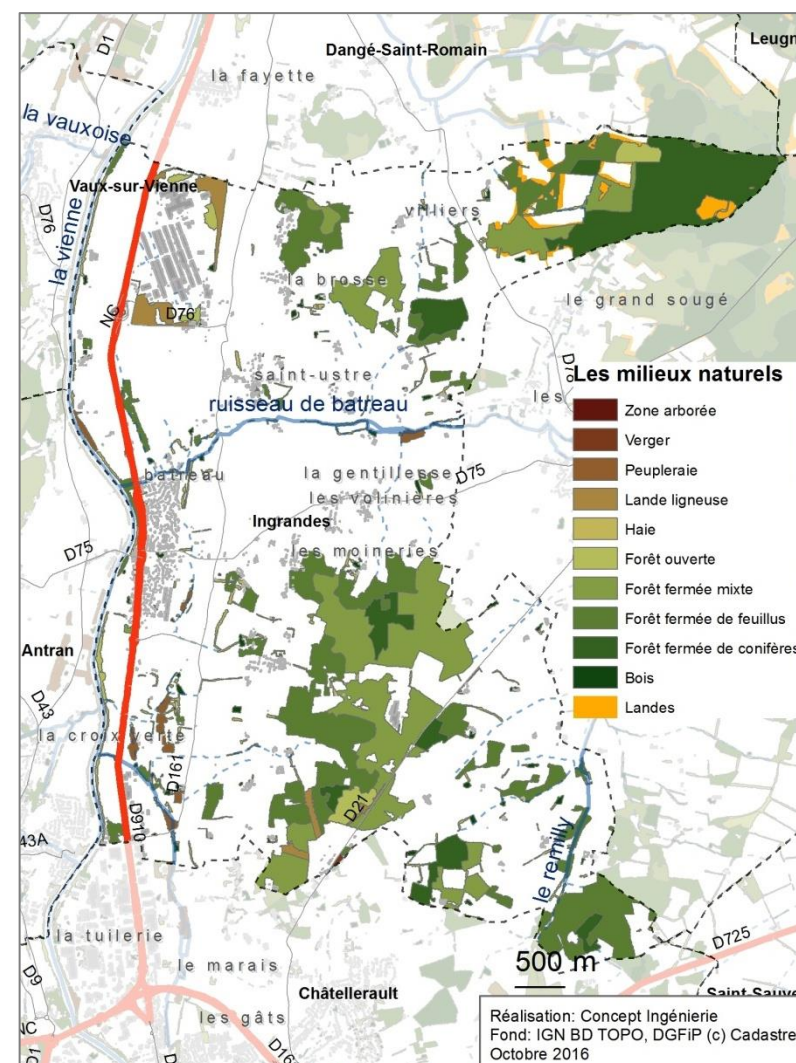 D1
Dangé-Saint-Romain
Leugn
la fayette
la vauxoise
Vaux-sur-Vienne
D76
la vienne
villiers
la brosse
N6
D76
le grand sougé
saint-ustre
D78
les
ruisseau de batreau
Les milieux naturels
Zone arborée
Verger
Peupleraie
Lande ligneuse
Haie
Forêt ouverte
Forêt fermée mixte
Forêt fermée de feuillus
Forêt fermée de conifères
Bois
Landes
batreau
la gentillesse
D75
les volinières
Ingrandes
D75
les moineries
Antran
D43
la croix verte
D161
D21
D910
43A
le remilly
la tuilerie
D725
500 m
le marais
D9
Châtellerault
Saint-Sauve
les gâts
NC
D1
D16
Réalisation: Concept Ingénierie
Fond: IGN BD TOPO, DGFiP (c) Cadastre
Octobre 2016